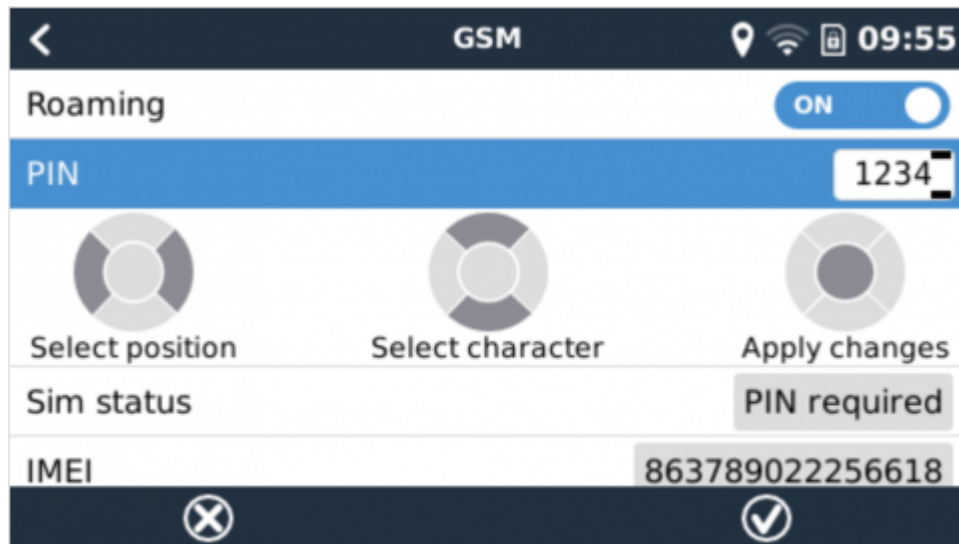 GSM 09:55
Roaming ON
PIN 1234
Select position Select character Apply changes
Sim status PIN required
IMEI 863789022256618